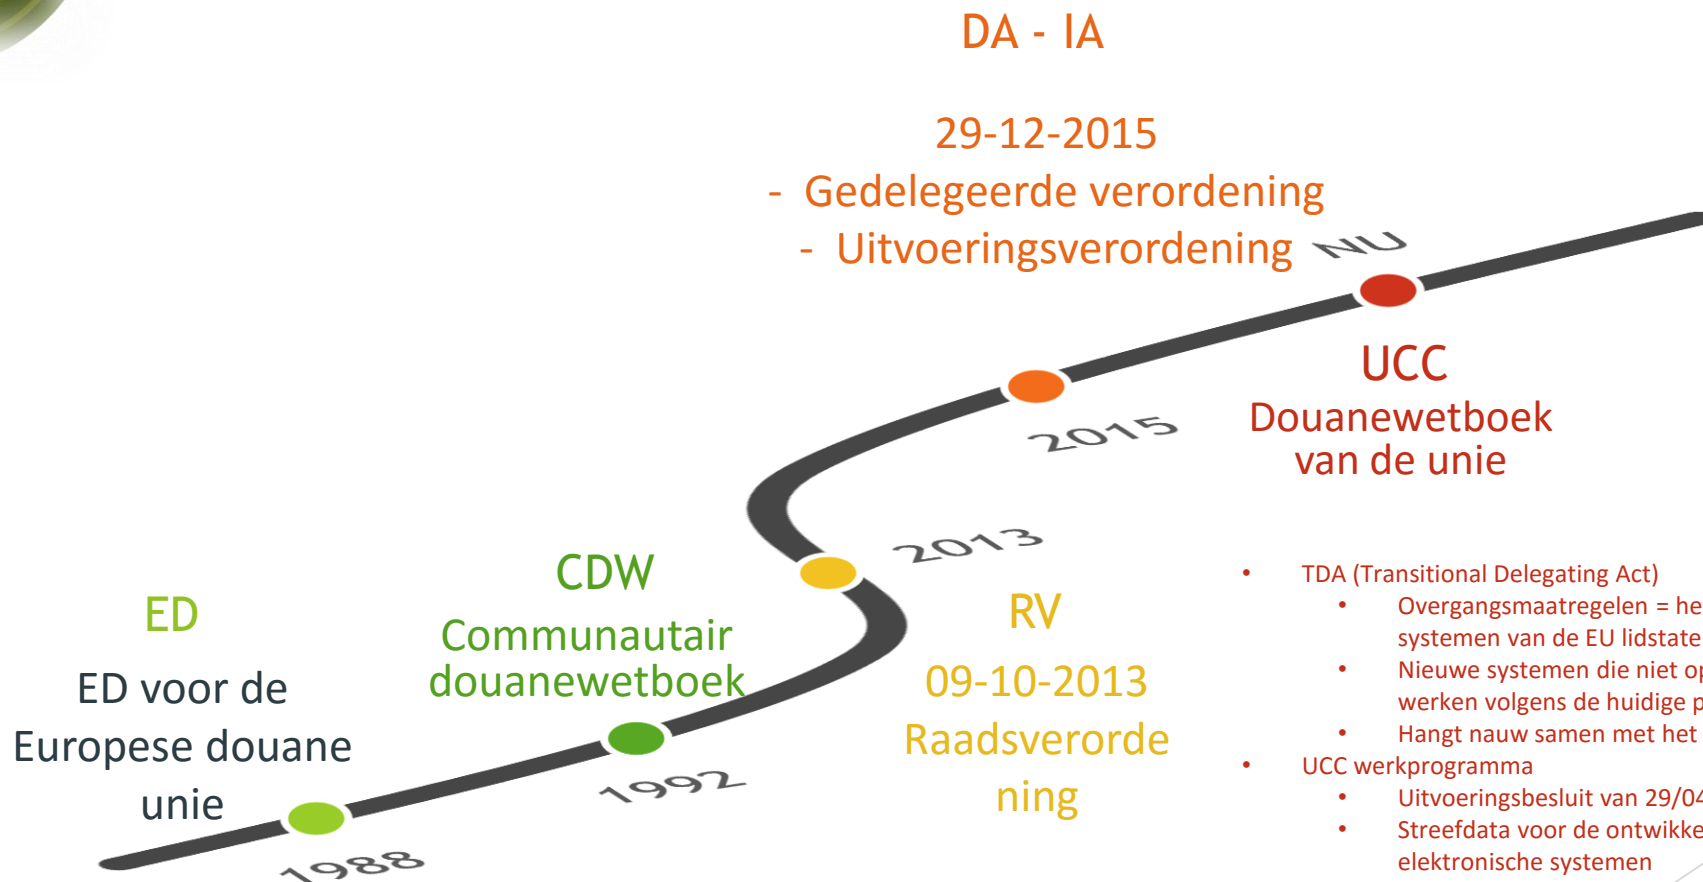 DA - IA
29-12-2015
- Gedelegeerde verordening
- Uitvoeringsverordening
NU
UCC
Douanewetboek
van de unie
2015
2013
CDW
Communautair
douanewetboek
1992
ED
ED voor de
Europese douane
unie
1988
RV
09-10-2013
Raadsverorde
ning
• TDA (Transitional Delegating Act)
• Overgangsmaatregelen = he
systemen van de EU lidstate
• Nieuwe systemen die niet op
werken volgens de huidige p
• Hangt nauw samen met het
• UCC werkprogramma
• Uitvoeringsbesluit van 29/04
• Streefdata voor de ontwikke
elektronische systemen